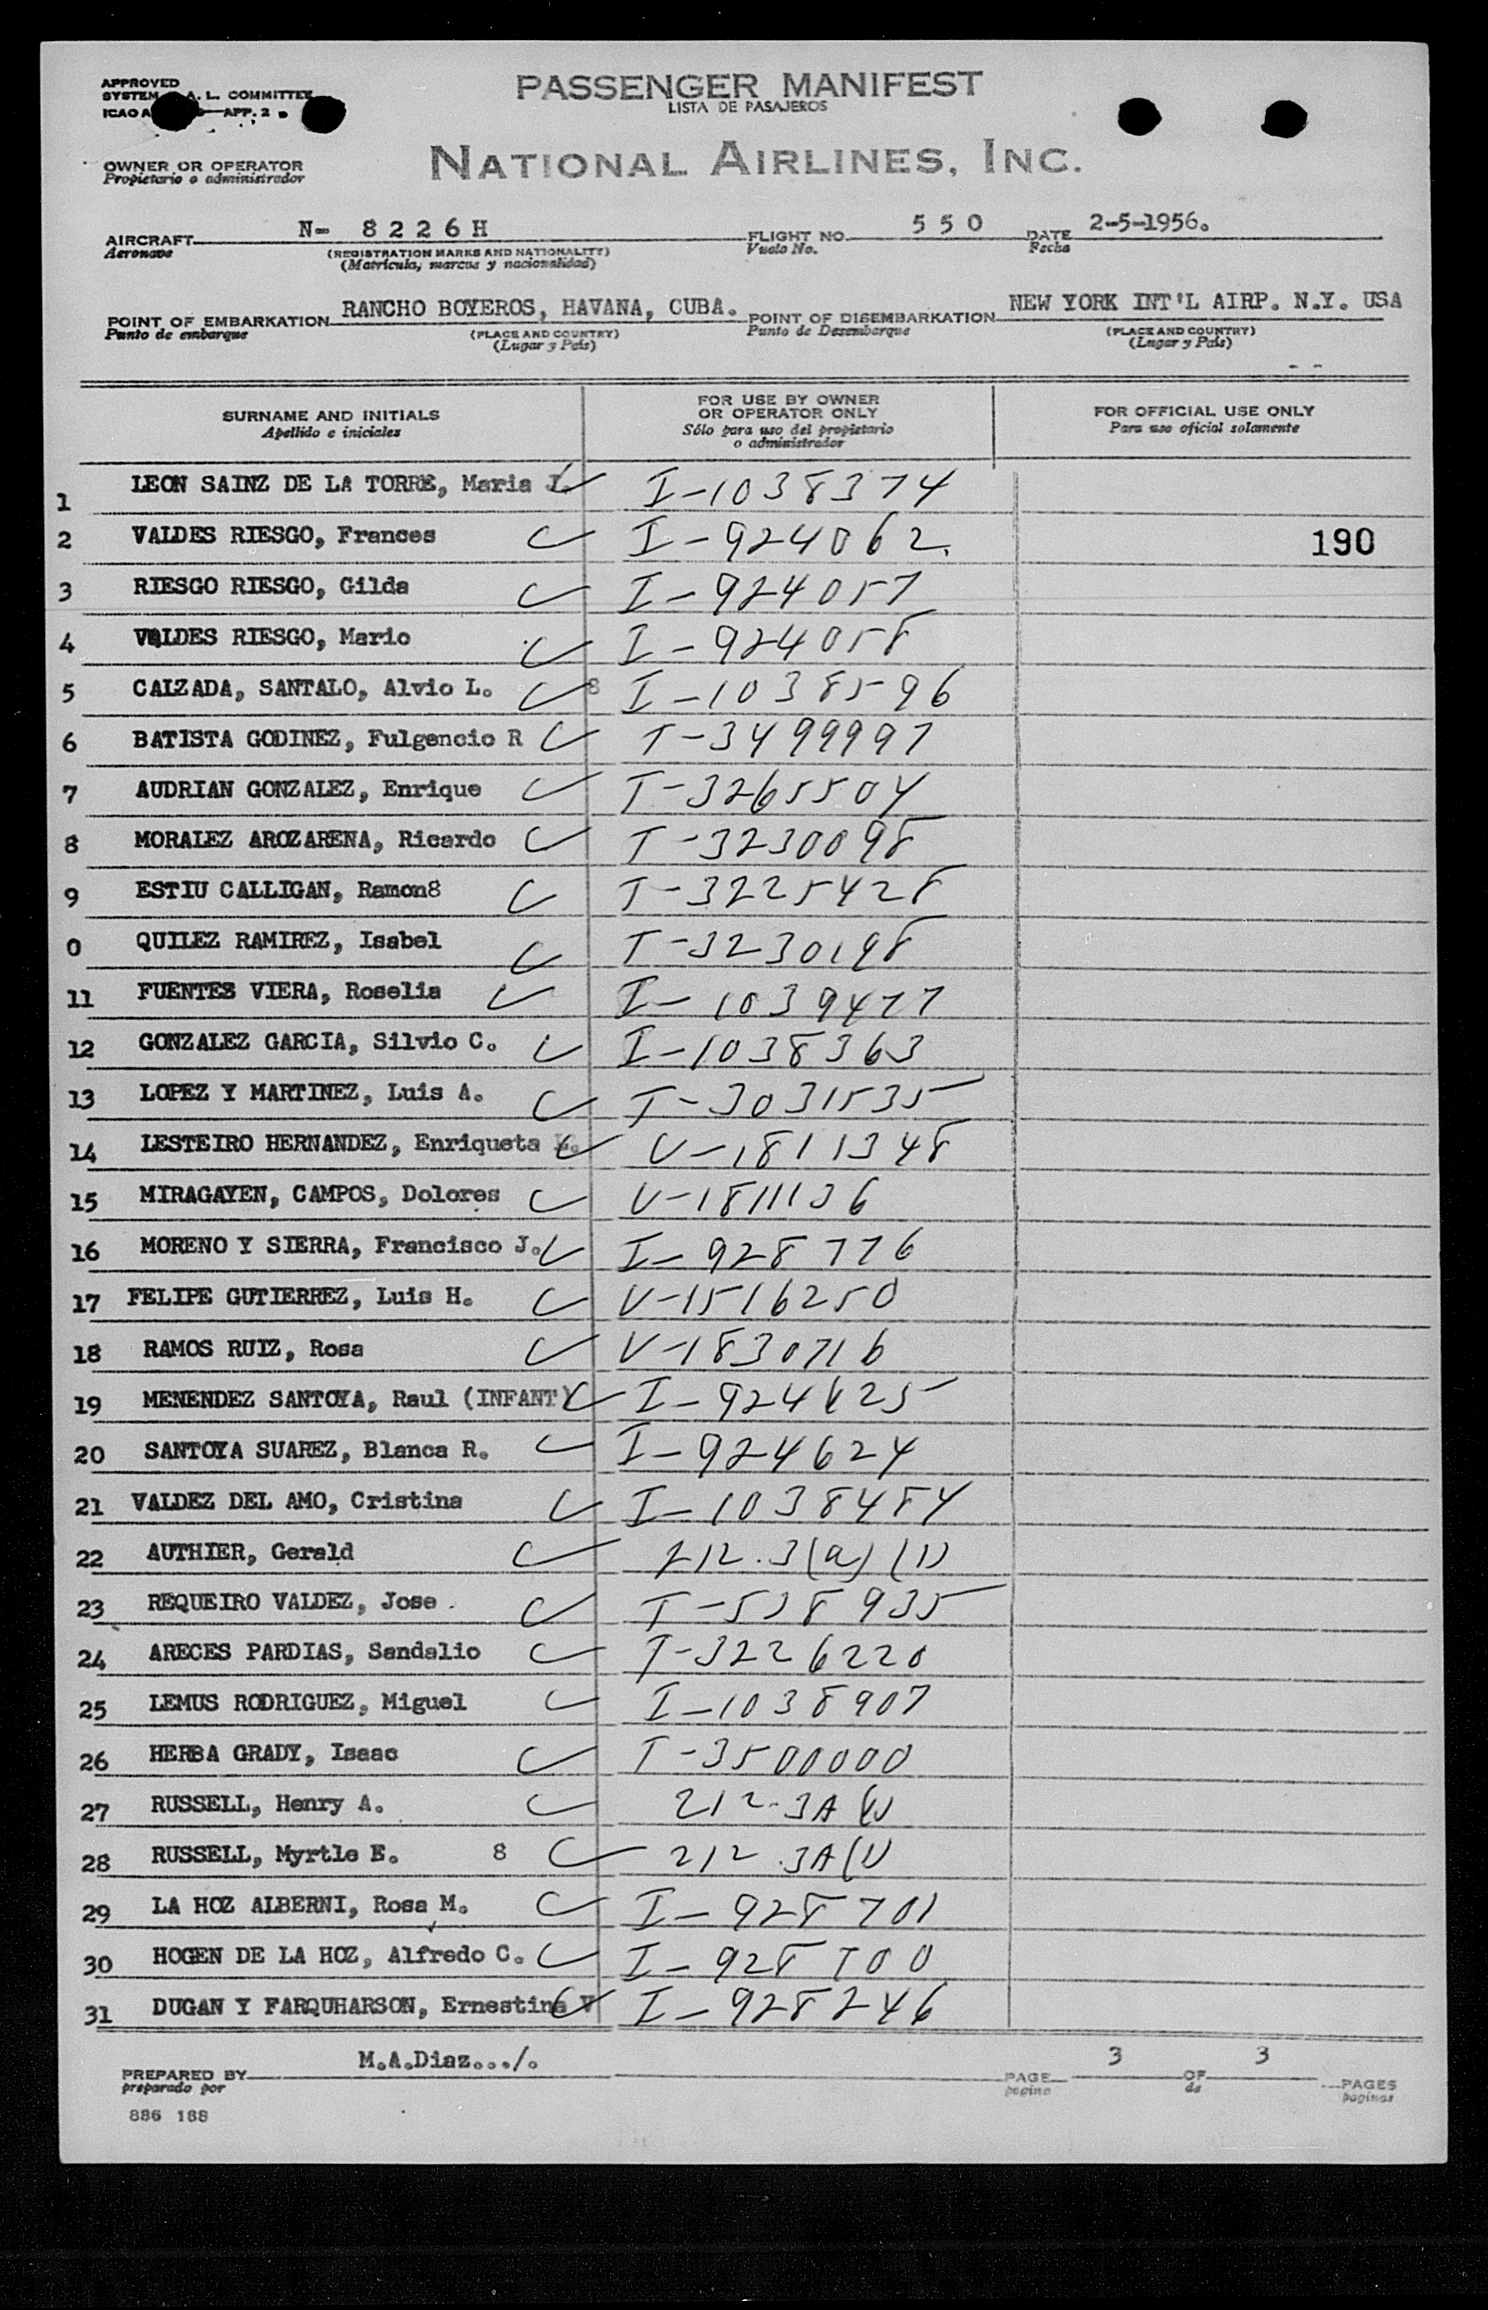 APPROVED
SYSTEM A. L. COMMITTEE
ICAO A APP. 2
PASSENGER MANIFEST
LISTA DE PASAJEROS
OWNER OR OPERATOR
Propietario o administrador
NATIONAL AIRLINES, INC.
AIRCRAFT N- 8 2 2 6 H FLIGHT NO. 5 5 0 DATE 2-5-1956.
Aeronave (REGISTRATION MARKS AND NATIONALITY) Vuelo No. Fecha
(Matricula, marcas y nacionalidad)
POINT OF EMBARKATION RANCHO BOYEROS, HAVANA, CUBA. POINT OF DISEMBARKATION NEW YORK INT'L AIRP. N.Y. USA
Punto de embarque (PLACE AND COUNTRY) Punto de Desembarque (PLACE AND COUNTRY)
(Lugar y País) (Lugar y País)
SURNAME AND INITIALS
Apellido e iniciales
FOR USE BY OWNER
OR OPERATOR ONLY
Sólo para uso del propietario
o administrador
FOR OFFICIAL USE ONLY
Para uso oficial solamente
1 LEON SAINZ DE LA TORRE, Maria J. I-1038374
2 VALDES RIESGO, Frances I-924062. 190
3 RIESGO RIESGO, Gilda I-924057
4 VALDES RIESGO, Mario I-924058
5 CALZADA, SANTALO, Alvio L. 8 I-1038596
6 BATISTA GODINEZ, Fulgencio R T-3499997
7 AUDRIAN GONZALEZ, Enrique T-3265504
8 MORALEZ AROZARENA, Ricardo T-3230098
9 ESTIU CALLIGAN, Ramon8 T-3225428
0 QUILEZ RAMIREZ, Isabel T-3230198
11 FUENTES VIERA, Roselia I-1039477
12 GONZALEZ GARCIA, Silvio C. I-1038363
13 LOPEZ Y MARTINEZ, Luis A. T-3031535
14 LESTEIRO HERNANDEZ, Enriqueta V-1811348
15 MIRAGAYEN, CAMPOS, Dolores V-1811136
16 MORENO Y SIERRA, Francisco J. I-928776
17 FELIPE GUTIERREZ, Luis H. V-1516250
18 RAMOS RUIZ, Rosa V-1830716
19 MENENDEZ SANTOYA, Raul (INFANT) I-924625
20 SANTOYA SUAREZ, Blanca R. I-924624
21 VALDEZ DEL AMO, Cristina I-1038484
22 AUTHIER, Gerald 212.3(a)(1)
23 REQUEIRO VALDEZ, Jose T-538935
24 ARECES PARDIAS, Sandalio T-3226220
25 LEMUS RODRIGUEZ, Miguel I-1038907
26 HERBA GRADY, Isaac T-3500000
27 RUSSELL, Henry A. 212.3A(1)
28 RUSSELL, Myrtle E. 8 212.3A(1)
29 LA HOZ ALBERNI, Rosa M. I-928701
30 HOGEN DE LA HOZ, Alfredo C. I-928700
31 DUGAN Y FARQUHARSON, Ernestina V I-928246
PREPARED BY M.A.Diaz.../. PAGE 3 OF 3 PAGES
preparado por pagina de paginas
886 188